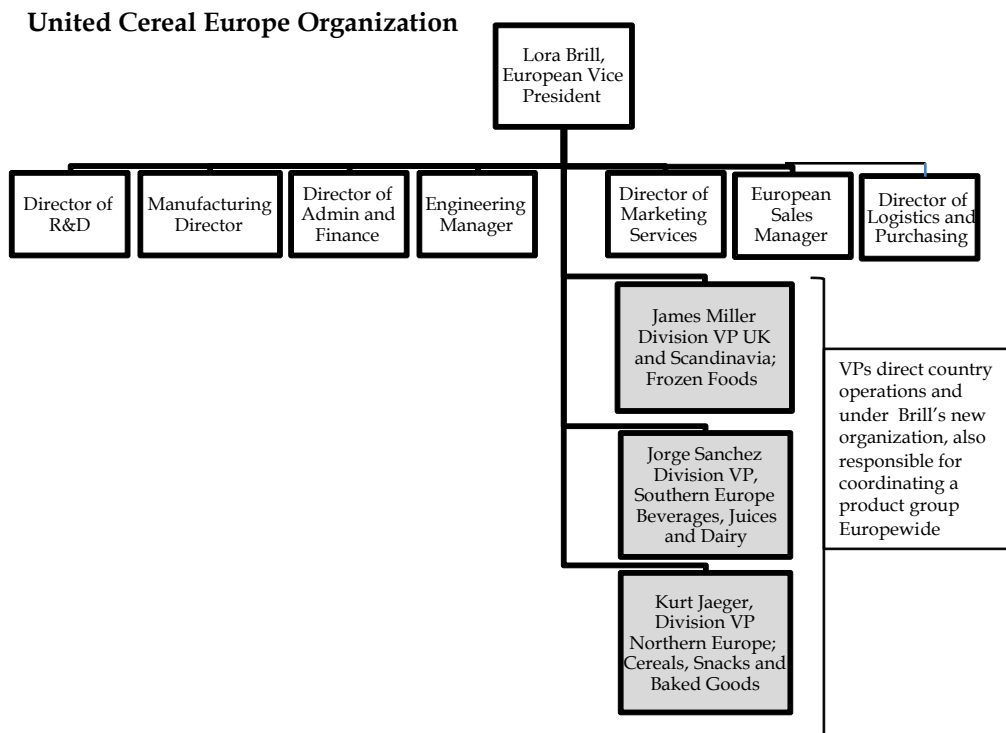 United Cereal Europe Organization
Lora Brill,
European Vice
President
Director of
R&D
Manufacturing
Director
Director of
Admin and
Finance
Engineering
Manager
Director of
Marketing
Services
European
Sales
Manager
Director of
Logistics and
Purchasing
James Miller
Division VP UK
and Scandinavia;
Frozen Foods
VPs direct country
operations and
under Brill's new
organization, also
responsible for
coordinating a
product group
Europewide
Jorge Sanchez
Division VP,
Southern Europe
Beverages, Juices
and Dairy
Kurt Jaeger,
Division VP
Northern Europe;
Cereals, Snacks and
Baked Goods